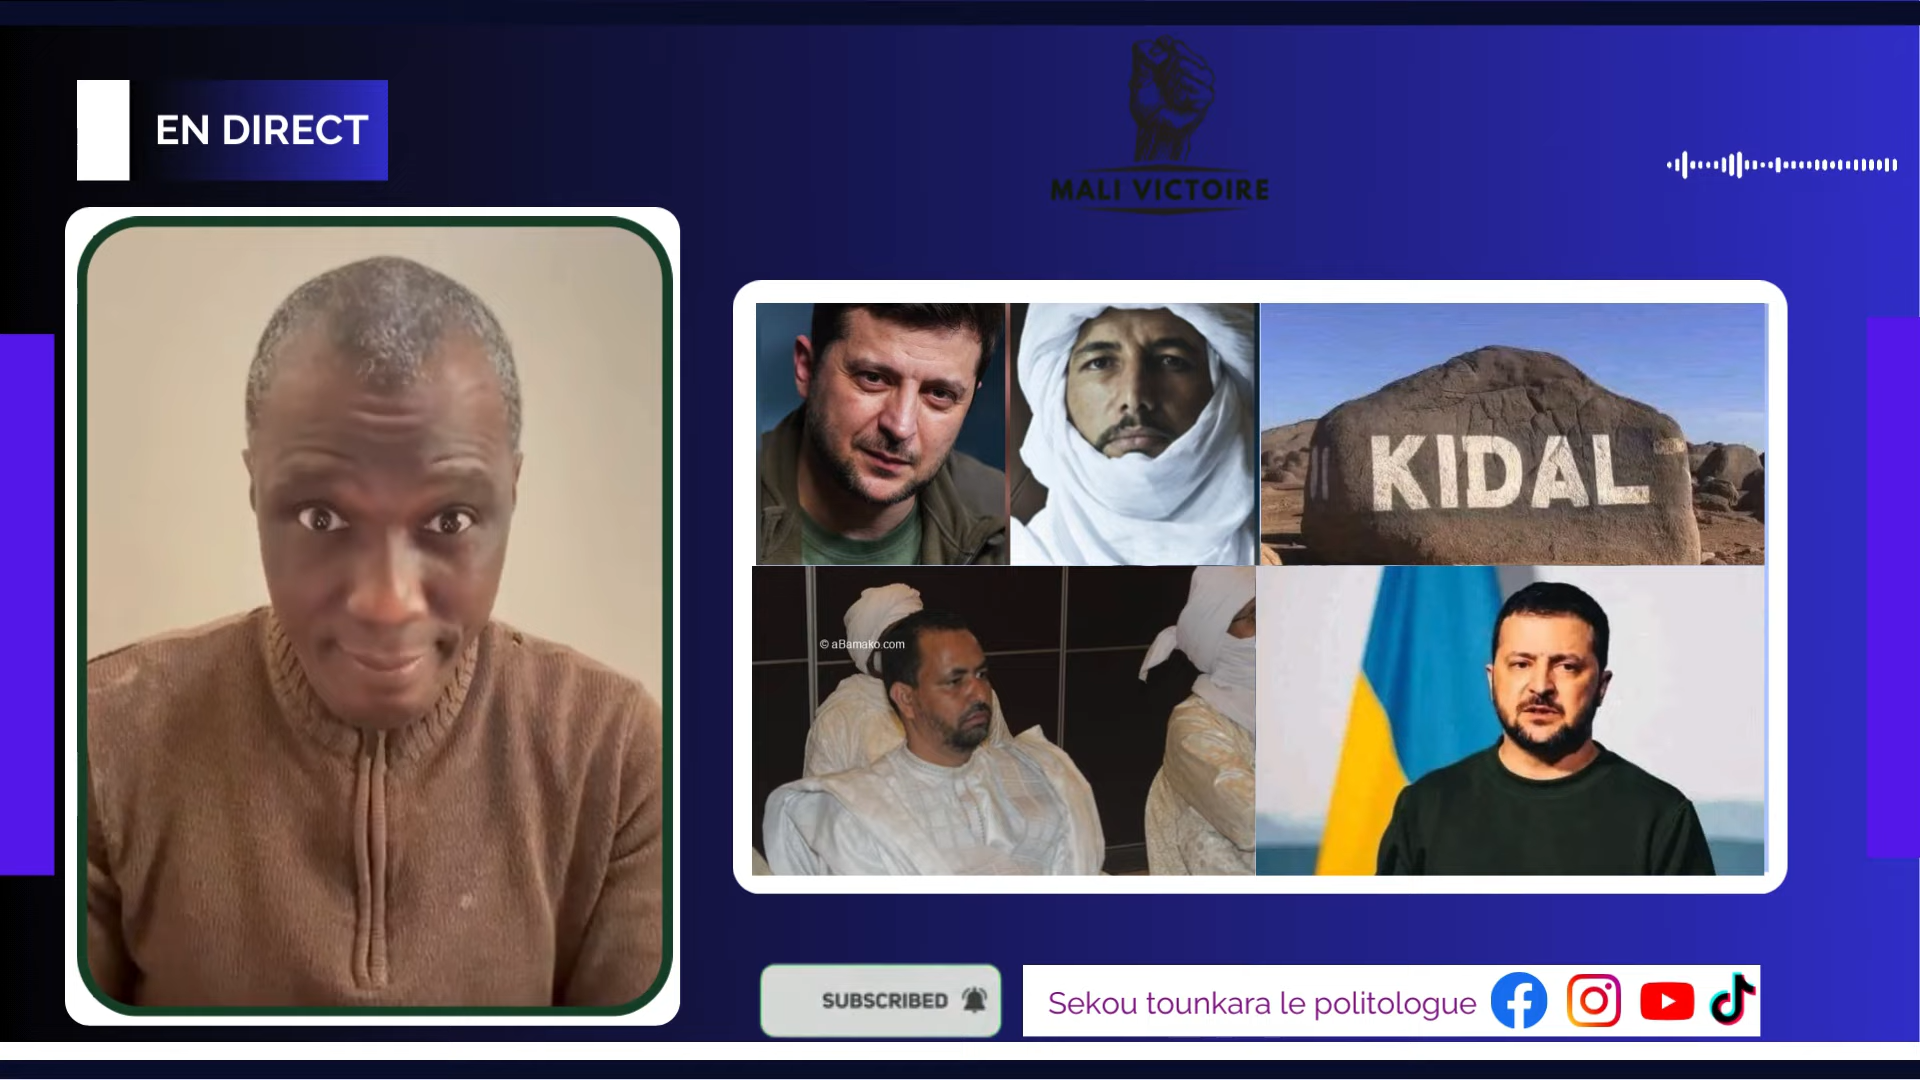 EN DIRECT
MALI VICTOIRE
KIDAL
© aBamako.com
SUBSCRIBED
Sekou tounkara le politologue